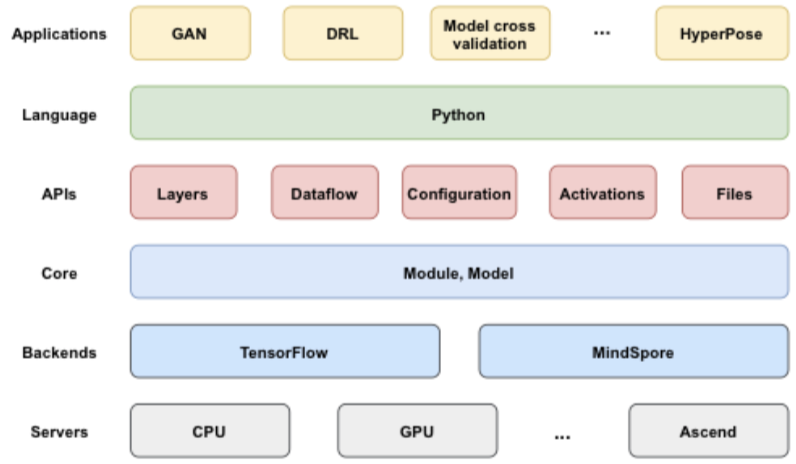 Applications
GAN
DRL
Model cross
validation
...
HyperPose
Language
Python
APIs
Layers
Dataflow
Configuration
Activations
Files
Core
Module, Model
Backends
TensorFlow
MindSpore
Servers
CPU
GPU
...
Ascend